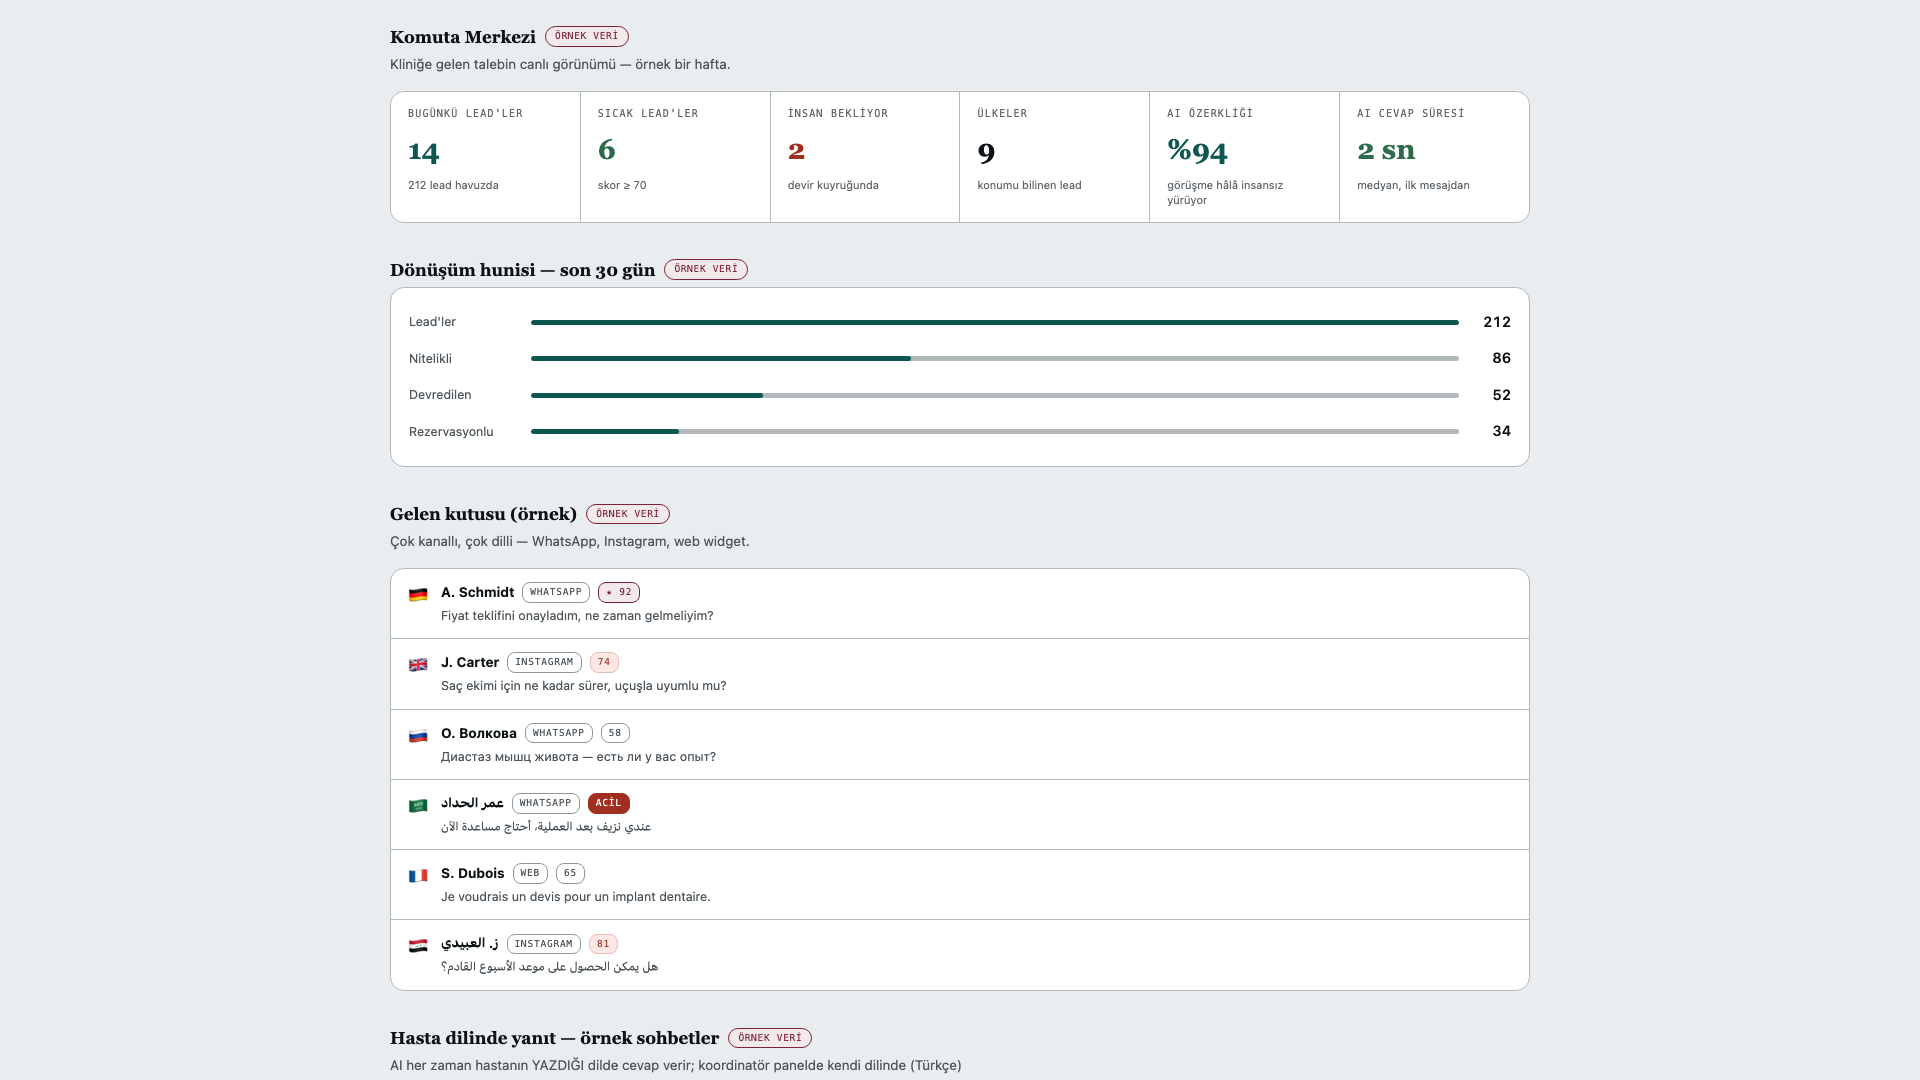 Komuta Merkezi ÖRNEK VERİ
Kliniğe gelen talebin canlı görünümü — örnek bir hafta.
BUGÜNKÜ LEAD'LER
14
212 lead havuzda
SICAK LEAD'LER
6
skor ≥ 70
İNSAN BEKLİYOR
2
devir kuyruğunda
ÜLKELER
9
konumu bilinen lead
AI ÖZERKLİĞİ
%94
görüşme hâlâ insansız
yürüyor
AI CEVAP SÜRESİ
2 sn
medyan, ilk mesajdan
Dönüşüm hunisi — son 30 gün ÖRNEK VERİ
Lead'ler 212
Nitelikli 86
Devredilen 52
Rezervasyonlu 34
Gelen kutusu (örnek) ÖRNEK VERİ
Çok kanallı, çok dilli — WhatsApp, Instagram, web widget.
A. Schmidt WHATSAPP ★ 92
Fiyat teklifini onayladım, ne zaman gelmeliyim?
J. Carter INSTAGRAM 74
Saç ekimi için ne kadar sürer, uçuşla uyumlu mu?
О. Волкова WHATSAPP 58
Диастаз мышц живота — есть ли у вас опыт?
عمر الحداد WHATSAPP ACİL
عندي نزيف بعد العملية، أحتاج مساعدة الآن
S. Dubois WEB 65
Je voudrais un devis pour un implant dentaire.
ز. العبيدي INSTAGRAM 81
هل يمكن الحصول على موعد الأسبوع القادم؟
Hasta dilinde yanıt — örnek sohbetler ÖRNEK VERİ
AI her zaman hastanın YAZDIĞI dilde cevap verir; koordinatör panelde kendi dilinde (Türkçe)